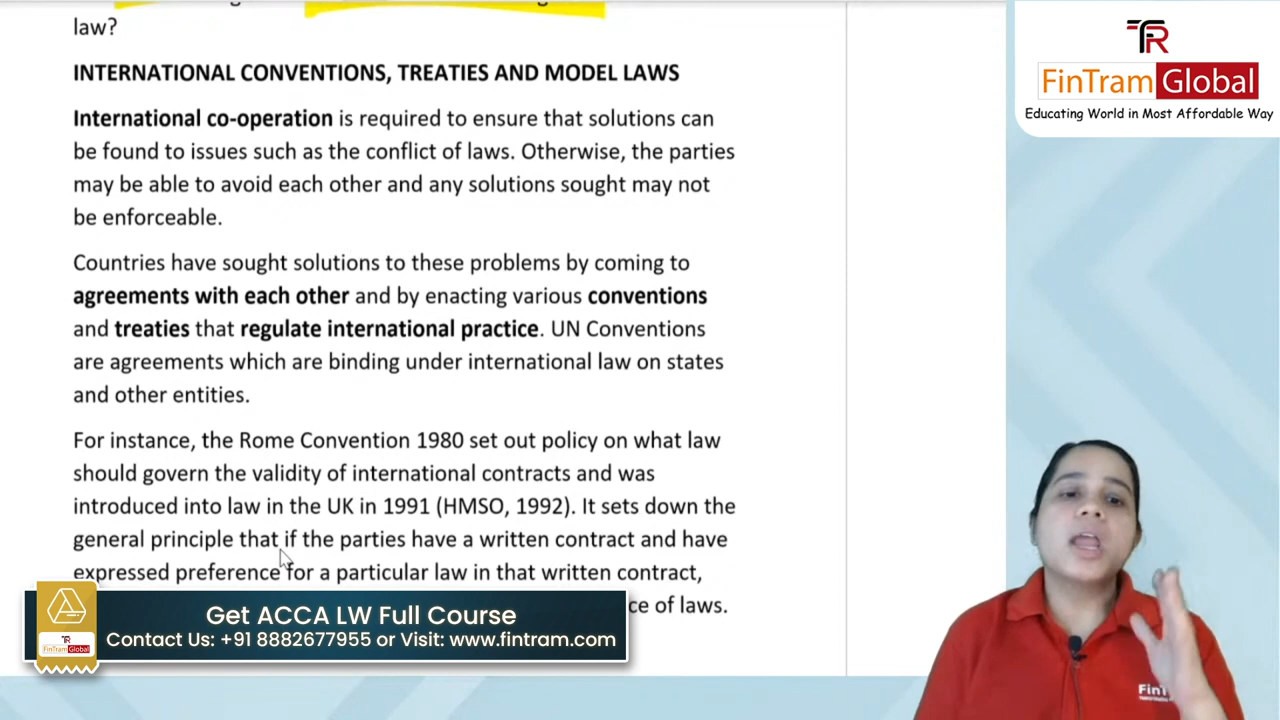 law?
INTERNATIONAL CONVENTIONS, TREATIES AND MODEL LAWS
International co-operation is required to ensure that solutions can
be found to issues such as the conflict of laws. Otherwise, the parties
may be able to avoid each other and any solutions sought may not
be enforceable.
Countries have sought solutions to these problems by coming to
agreements with each other and by enacting various conventions
and treaties that regulate international practice. UN Conventions
are agreements which are binding under international law on states
and other entities.
For instance, the Rome Convention 1980 set out policy on what law
should govern the validity of international contracts and was
introduced into law in the UK in 1991 (HMSO, 1992). It sets down the
general principle that if the parties have a written contract and have
expressed preference for a particular law in that written contract,
ce of laws.
Get ACCA LW Full Course
Contact Us: +91 8882677955 or Visit: www.fintram.com
TR
FinTram Global
TR
FinTram Global
Educating World in Most Affordable Way
FinT